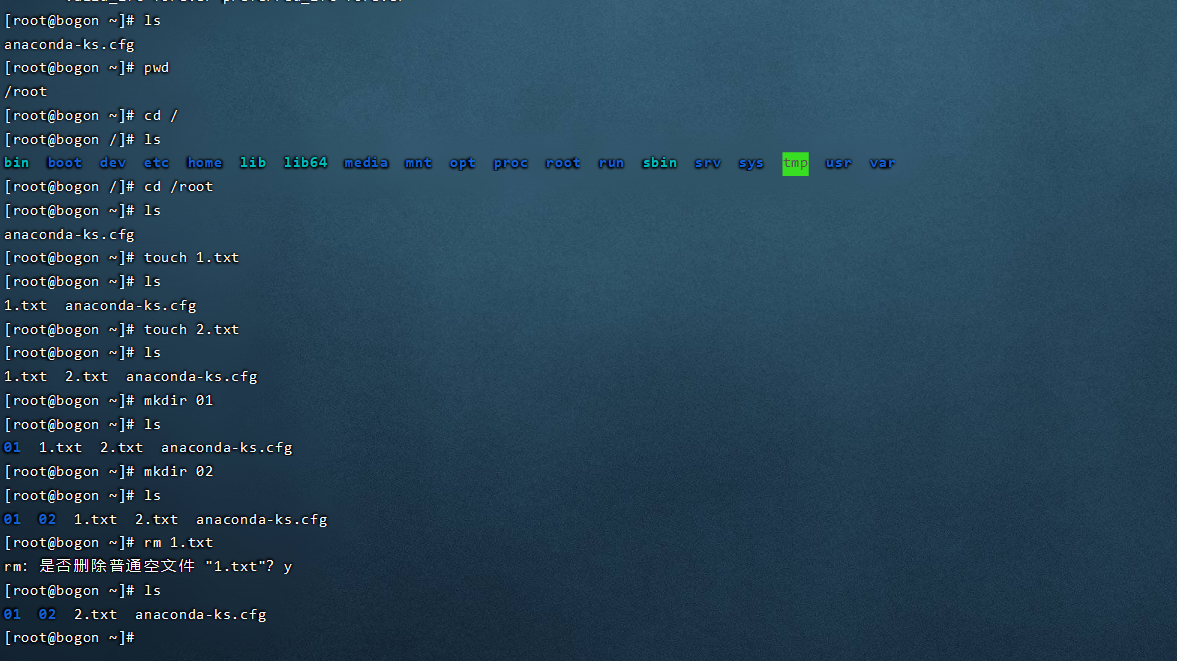 [root@bogon ~]# ls
anaconda-ks.cfg
[root@bogon ~]# pwd
/root
[root@bogon ~]# cd /
[root@bogon /]# ls
bin  boot  dev  etc  home  lib  lib64  media  mnt  opt  proc  root  run  sbin  srv  sys  tmp  usr  var
[root@bogon /]# cd /root
[root@bogon ~]# ls
anaconda-ks.cfg
[root@bogon ~]# touch 1.txt
[root@bogon ~]# ls
1.txt  anaconda-ks.cfg
[root@bogon ~]# touch 2.txt
[root@bogon ~]# ls
1.txt  2.txt  anaconda-ks.cfg
[root@bogon ~]# mkdir 01
[root@bogon ~]# ls
01  1.txt  2.txt  anaconda-ks.cfg
[root@bogon ~]# mkdir 02
[root@bogon ~]# ls
01  02  1.txt  2.txt  anaconda-ks.cfg
[root@bogon ~]# rm 1.txt
rm: 是否删除普通空文件 "1.txt"? y
[root@bogon ~]# ls
01  02  2.txt  anaconda-ks.cfg
[root@bogon ~]#